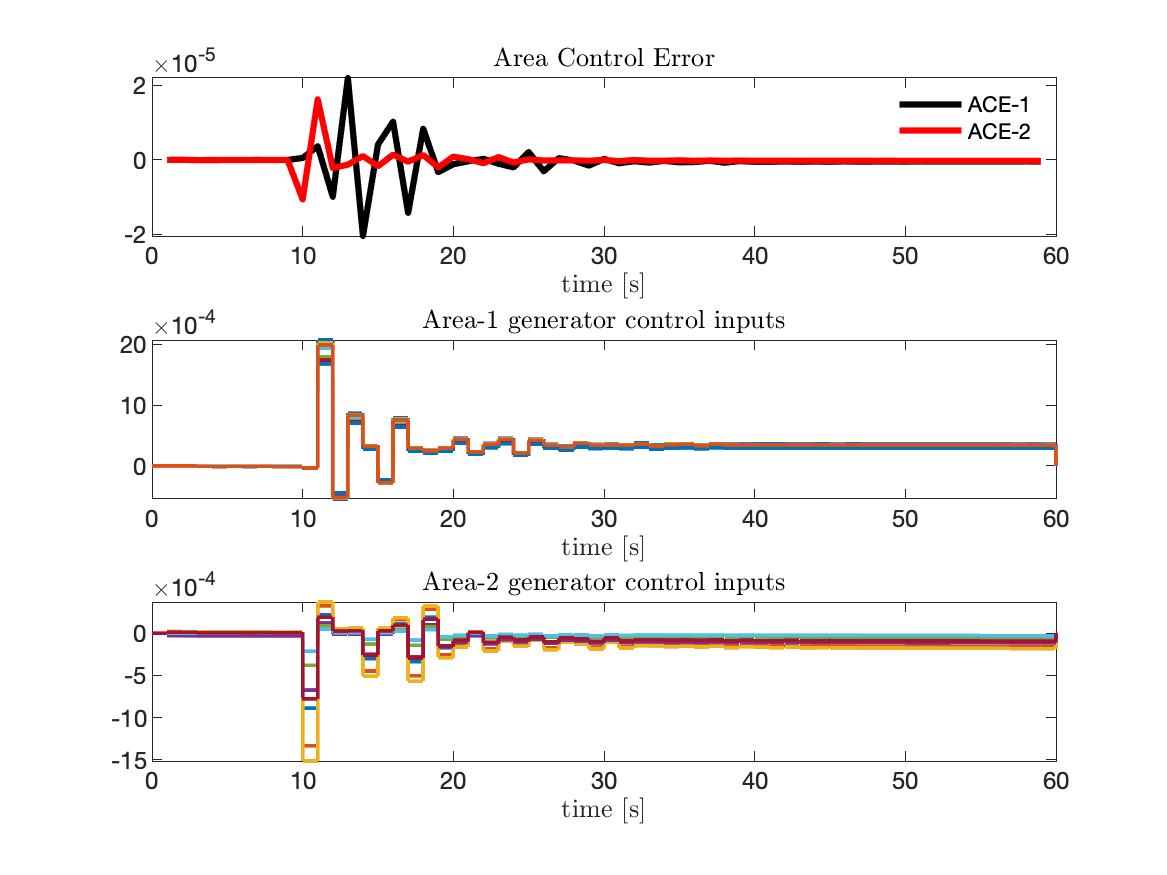 Area Control Error
×10-5
2
0
-2
ACE-1
ACE-2
0 10 20 30 40 50 60
time [s]
Area-1 generator control inputs
×10-4
20
10
0
0 10 20 30 40 50 60
time [s]
Area-2 generator control inputs
×10-4
0
-5
-10
-15
0 10 20 30 40 50 60
time [s]